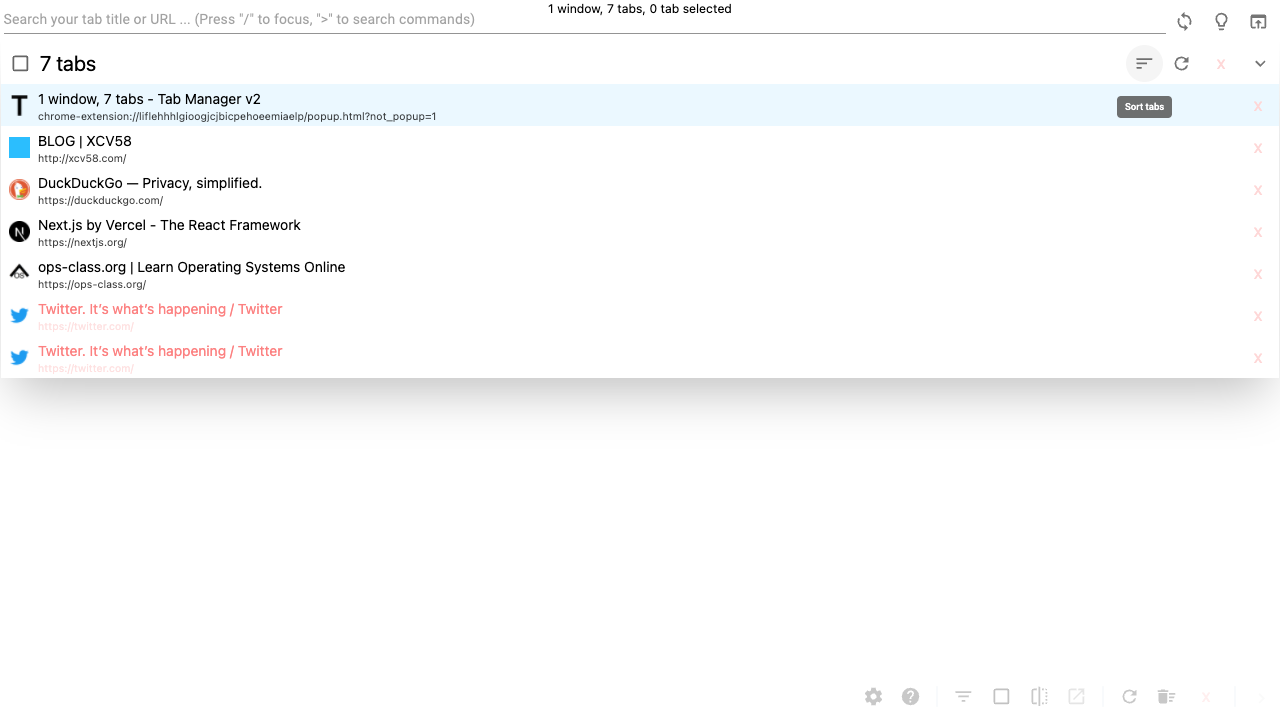 1 window, 7 tabs, 0 tab selected
Search your tab title or URL ... (Press "/" to focus, ">" to search commands)
7 tabs
x
Sort tabs
1 window, 7 tabs - Tab Manager v2
chrome-extension://liflehhhlgioogjcjbicpehoeemiaelp/popup.html?not_popup=1
x
BLOG | XCV58
http://xcv58.com/
x
DuckDuckGo — Privacy, simplified.
https://duckduckgo.com/
x
Next.js by Vercel - The React Framework
https://nextjs.org/
x
ops-class.org | Learn Operating Systems Online
https://ops-class.org/
x
Twitter. It’s what’s happening / Twitter
https://twitter.com/
x
Twitter. It’s what’s happening / Twitter
https://twitter.com/
x
x